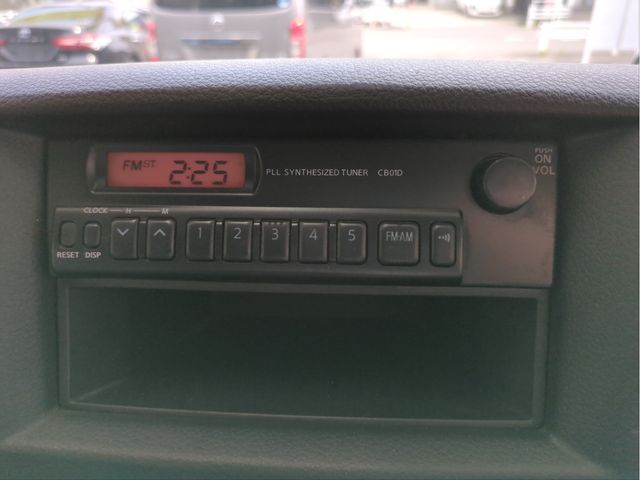 FM ST 2:25
PLL SYNTHESIZED TUNER CB01D
PUSH
ON
VOL
CLOCK H M
1 2 3 4 5 FM·AM
RESET DISP